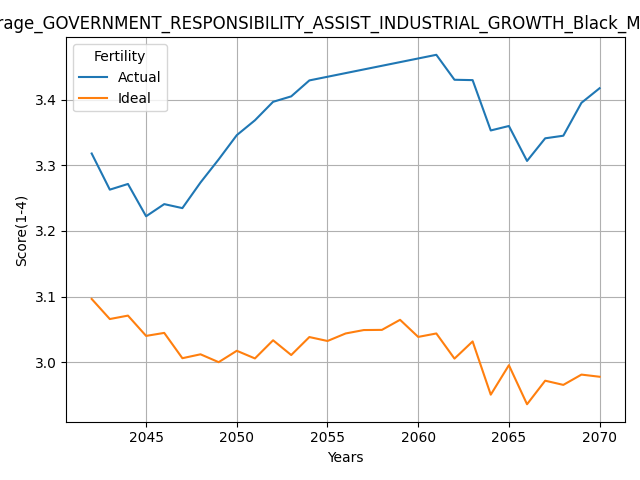 rage_GOVERNMENT_RESPONSIBILITY_ASSIST_INDUSTRIAL_GROWTH_Black_M
Fertility
Actual
Ideal
Score(1-4)
3.4
3.3
3.2
3.1
3.0
2045 2050 2055 2060 2065 2070
Years